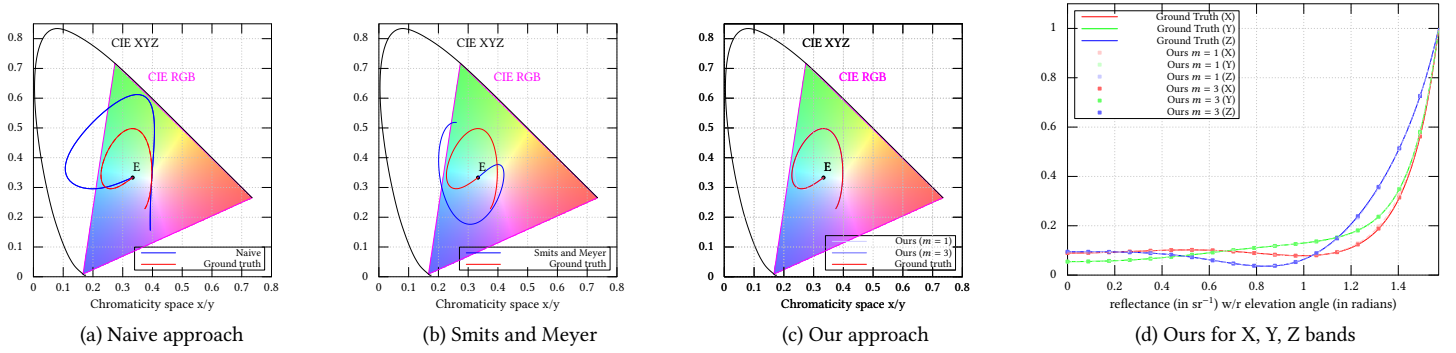 0.85
0.8
0.7
0.6
0.5
0.4
0.3
0.2
0.1
0
0 0.1 0.2 0.3 0.4 0.5 0.6 0.7 0.8
CIE XYZ
CIE RGB
E
Naive
Ground truth
Chromaticity space x/y
(a) Naive approach
0.85
0.8
0.7
0.6
0.5
0.4
0.3
0.2
0.1
0
0 0.1 0.2 0.3 0.4 0.5 0.6 0.7 0.8
CIE XYZ
CIE RGB
E
Smits and Meyer
Ground truth
Chromaticity space x/y
(b) Smits and Meyer
0.85
0.8
0.7
0.6
0.5
0.4
0.3
0.2
0.1
0
0 0.1 0.2 0.3 0.4 0.5 0.6 0.7 0.8
CIE XYZ
CIE RGB
E
Ours (m = 1)
Ours (m = 3)
Ground truth
Chromaticity space x/y
(c) Our approach
1
0.8
0.6
0.4
0.2
0
0 0.2 0.4 0.6 0.8 1 1.2 1.4
Ground Truth (X)
Ground Truth (Y)
Ground Truth (Z)
Ours m = 1 (X)
Ours m = 1 (Y)
Ours m = 1 (Z)
Ours m = 3 (X)
Ours m = 3 (Y)
Ours m = 3 (Z)
reflectance (in sr⁻¹) w/r elevation angle (in radians)
(d) Ours for X, Y, Z bands